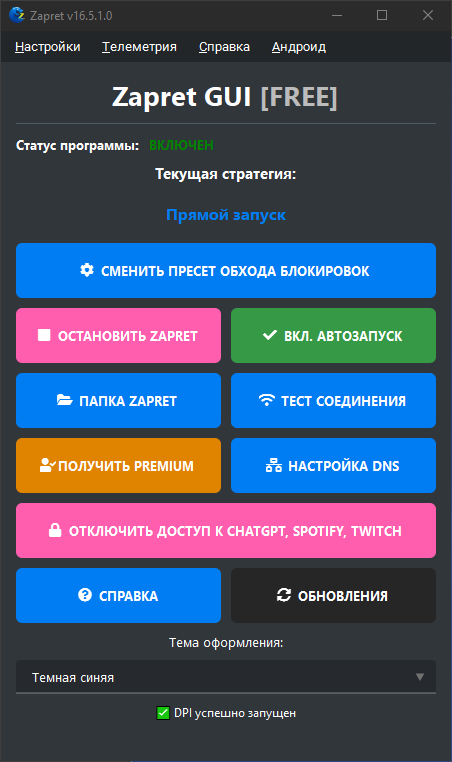 Zapret v16.5.1.0
Настройки Телеметрия Справка Андроид
Zapret GUI [FREE]
Статус программы: ВКЛЮЧЕН
Текущая стратегия:
Прямой запуск
СМЕНИТЬ ПРЕСЕТ ОБХОДА БЛОКИРОВОК
ОСТАНОВИТЬ ZAPRET
ВКЛ. АВТОЗАПУСК
ПАПКА ZAPRET
ТЕСТ СОЕДИНЕНИЯ
ПОЛУЧИТЬ PREMIUM
НАСТРОЙКА DNS
ОТКЛЮЧИТЬ ДОСТУП К CHATGPT, SPOTIFY, TWITCH
СПРАВКА
ОБНОВЛЕНИЯ
Тема оформления:
Темная синяя
DPI успешно запущен